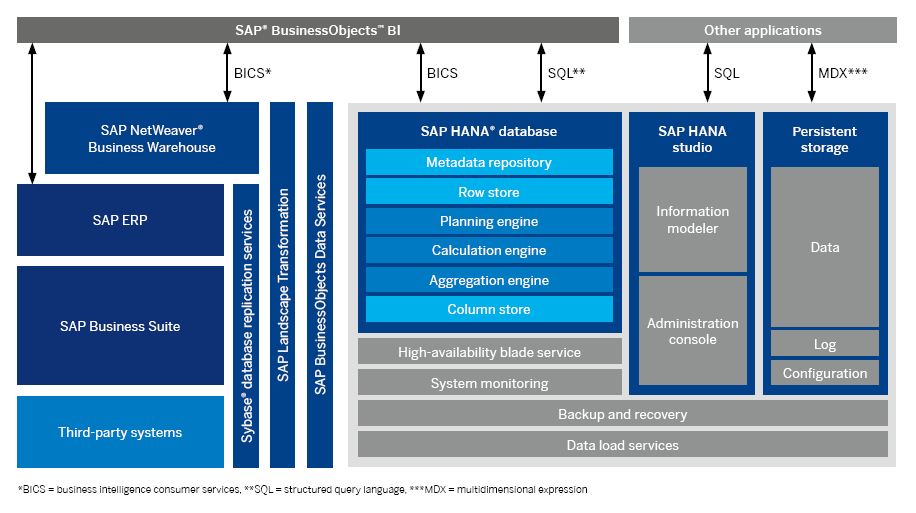 SAP® BusinessObjects™ BI
Other applications
BICS*
BICS
SQL**
SQL
MDX***
SAP NetWeaver®
Business Warehouse
SAP ERP
SAP Business Suite
Third-party systems
Sybase® database replication services
SAP Landscape Transformation
SAP BusinessObjects Data Services
SAP HANA® database
Metadata repository
Row store
Planning engine
Calculation engine
Aggregation engine
Column store
High-availability blade service
System monitoring
SAP HANA
studio
Information
modeler
Administration
console
Persistent
storage
Data
Log
Configuration
Backup and recovery
Data load services
*BICS = business intelligence consumer services, **SQL = structured query language, ***MDX = multidimensional expression